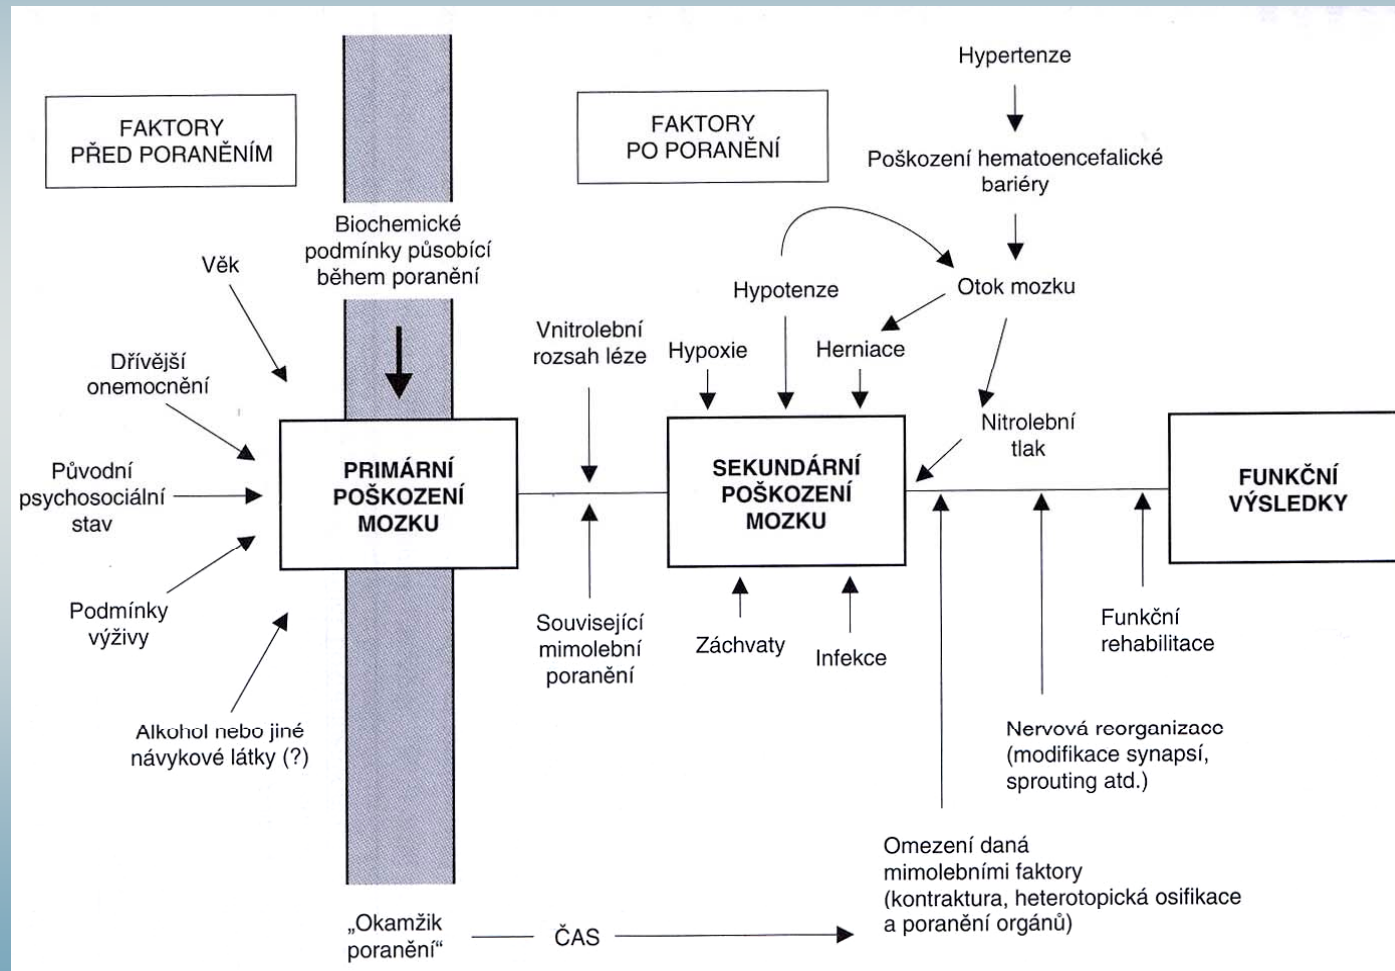 FAKTORY
PŘED PORANĚNÍM
Biochemické
podmínky působící
během poranění
FAKTORY
PO PORANĚNÍ
Hypertenze
Poškození hematoencefalické
bariéry
Věk
Hypotenze
Otok mozku
Dřívější
onemocnění
Vnitrolební
rozsah léze
Hypoxie
Herniace
Nitrolební
tlak
Původní
psychosociální
stav
PRIMÁRNÍ
POŠKOZENÍ
MOZKU
SEKUNDÁRNÍ
POŠKOZENÍ
MOZKU
FUNKČNÍ
VÝSLEDKY
Podmínky
výživy
Související
mimolební
poranění
Záchvaty
Infekce
Funkční
rehabilitace
Alkohol nebo jiné
návykové látky (?)
Nervová reorganizace
(modifikace synapsí,
sprouting atd.)
Omezení daná
mimolebními faktory
(kontraktura, heterotopická osifikace
a poranění orgánů)
„Okamžik
poranění“
ČAS